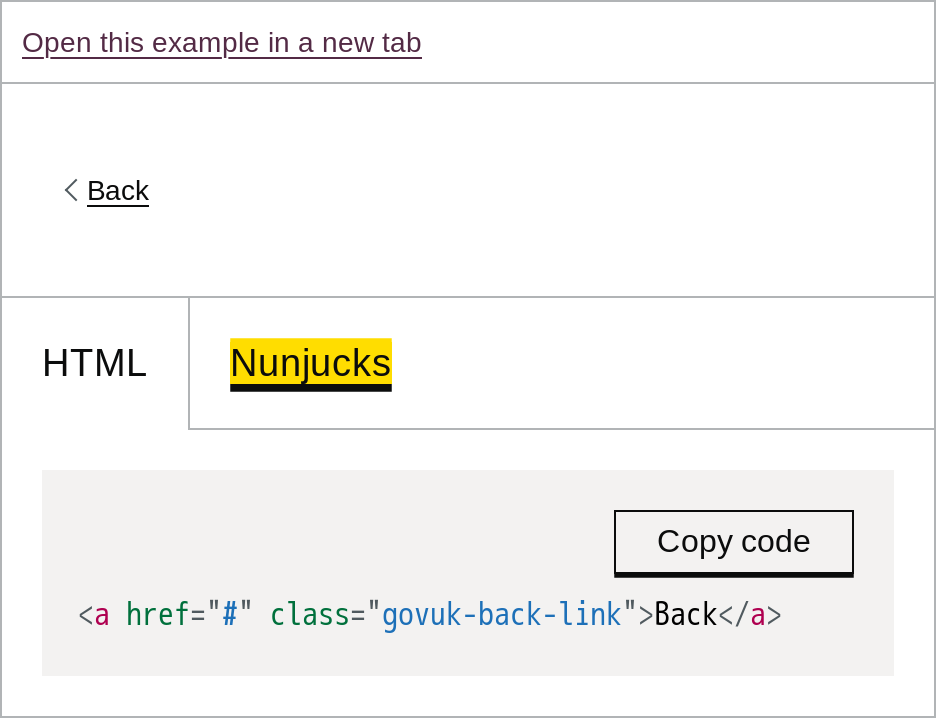 Open this example in a new tab
Back
HTML Nunjucks
Copy code
<a href="#" class="govuk-back-link">Back</a>